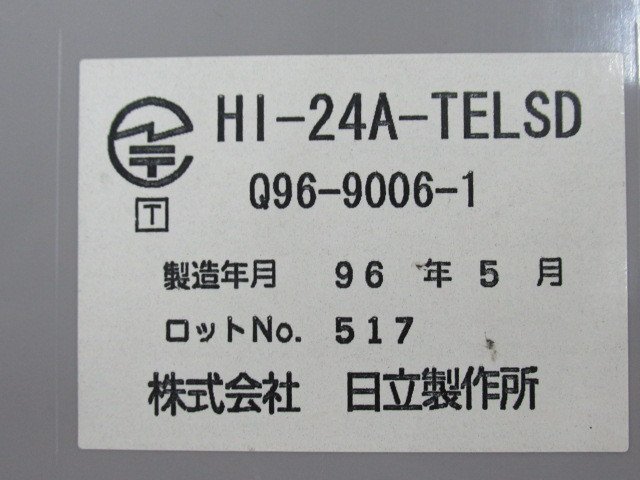 HI-24A-TELSD
T
Q96-9006-1
製造年月 96 年 5 月
ロットNo. 517
株式会社 日立製作所